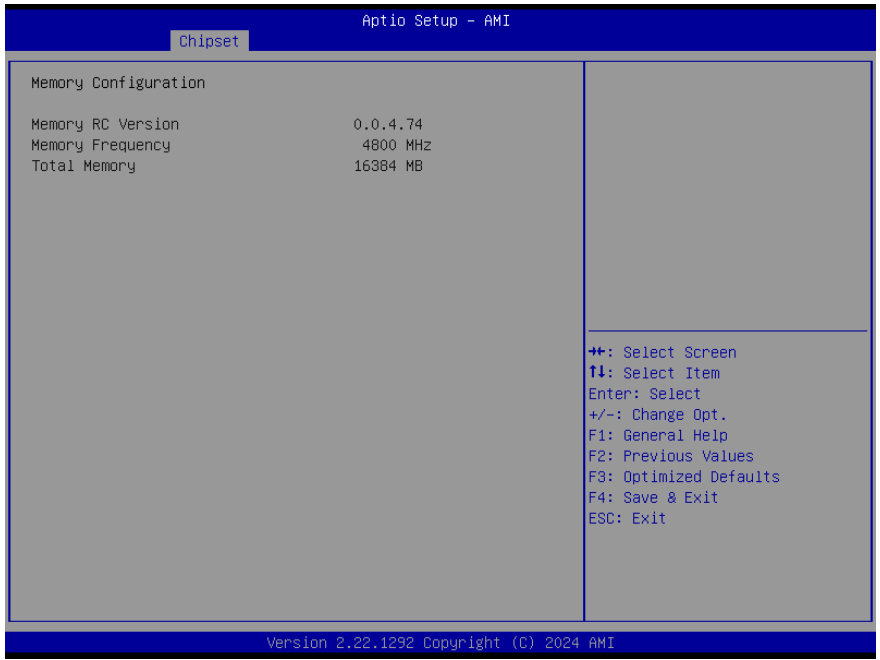 Aptio Setup – AMI
Chipset
Memory Configuration
Memory RC Version 0.0.4.74
Memory Frequency 4800 MHz
Total Memory 16384 MB
→←: Select Screen
↑↓: Select Item
Enter: Select
+/-: Change Opt.
F1: General Help
F2: Previous Values
F3: Optimized Defaults
F4: Save & Exit
ESC: Exit
Version 2.22.1292 Copyright (C) 2024 AMI